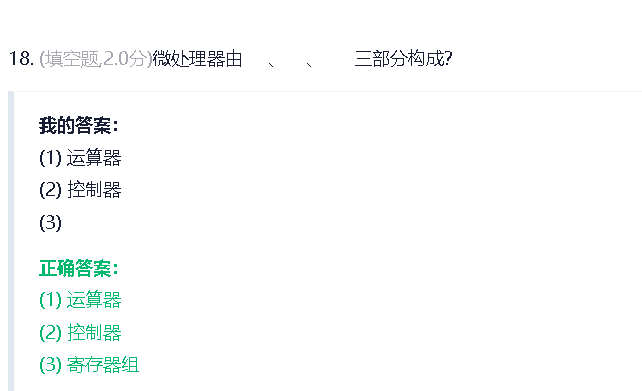 18. (填空题,2.0分)微处理器由 、 、 三部分构成?
我的答案：
(1) 运算器
(2) 控制器
(3)
正确答案：
(1) 运算器
(2) 控制器
(3) 寄存器组